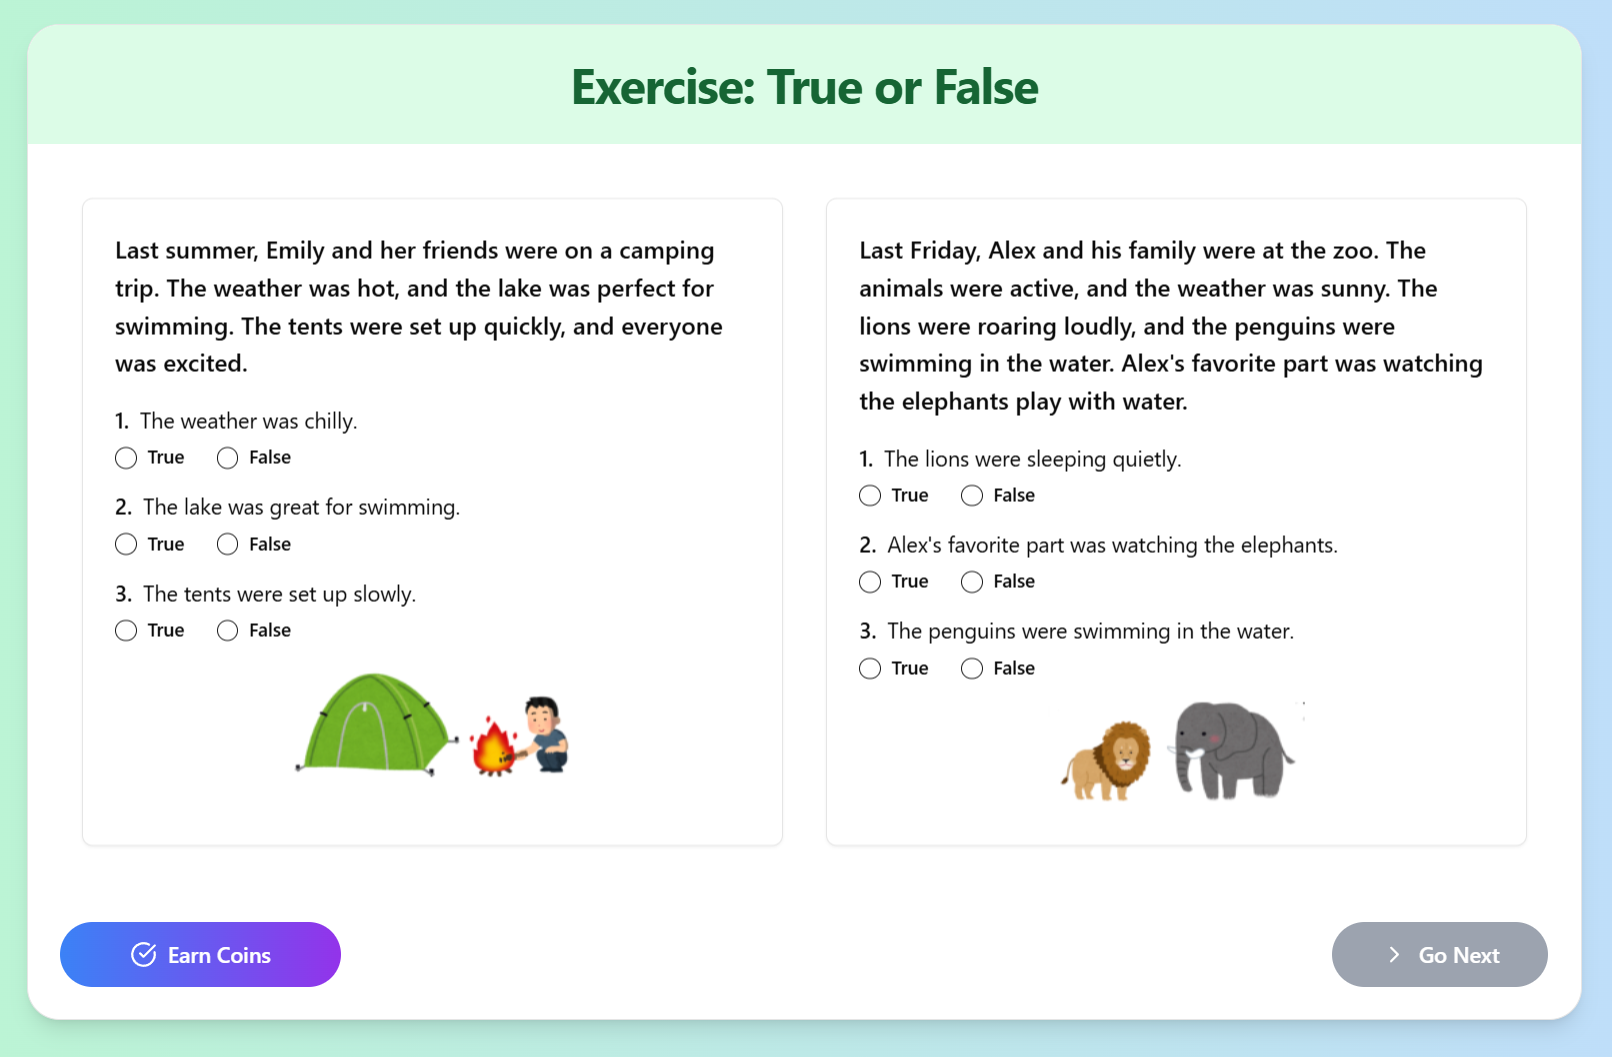 Exercise: True or False
Last summer, Emily and her friends were on a camping
trip. The weather was hot, and the lake was perfect for
swimming. The tents were set up quickly, and everyone
was excited.
1. The weather was chilly.
True False
2. The lake was great for swimming.
True False
3. The tents were set up slowly.
True False
Last Friday, Alex and his family were at the zoo. The
animals were active, and the weather was sunny. The
lions were roaring loudly, and the penguins were
swimming in the water. Alex's favorite part was watching
the elephants play with water.
1. The lions were sleeping quietly.
True False
2. Alex's favorite part was watching the elephants.
True False
3. The penguins were swimming in the water.
True False
Earn Coins
Go Next